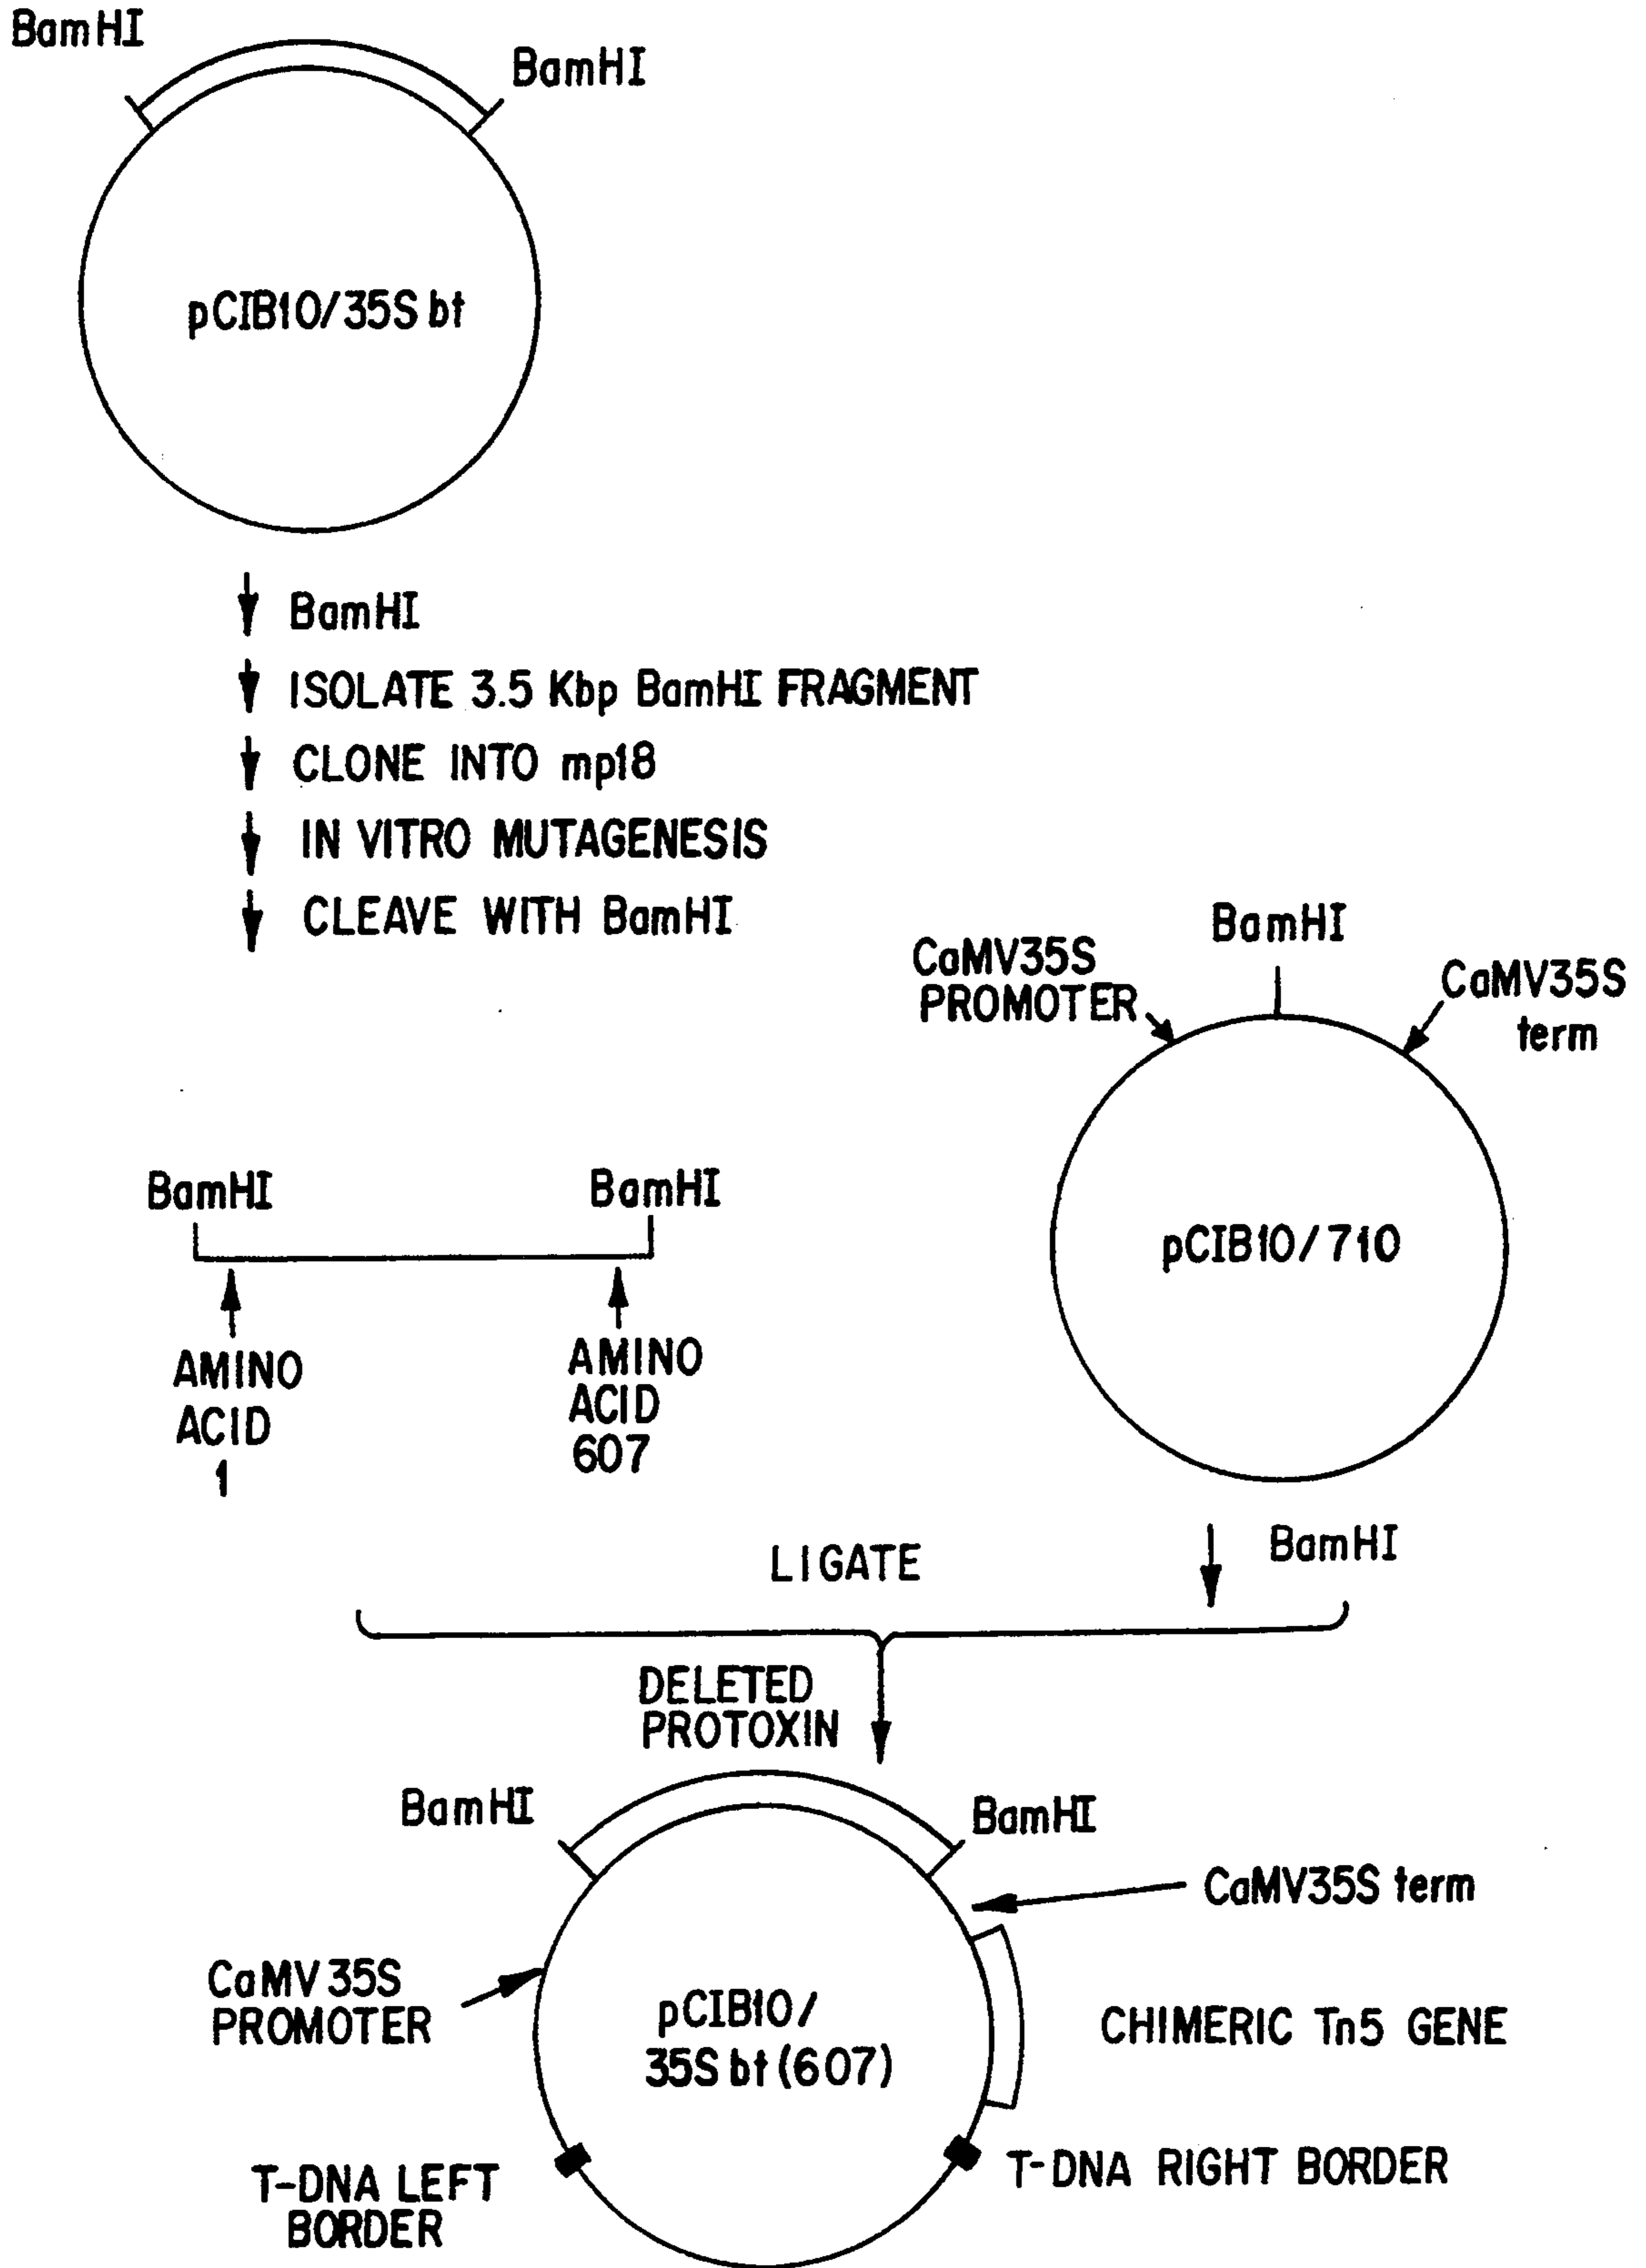 BamHI
BamHI
pCIB10/35S bt
BamHI
ISOLATE 3.5 Kbp BamHI FRAGMENT
CLONE INTO mp18
IN VITRO MUTAGENESIS
CLEAVE WITH BamHI
BamHI
CaMV35S
PROMOTER
CaMV35S
term
pCIB10/710
BamHI
BamHI
AMINO
ACID
1
AMINO
ACID
607
BamHI
LIGATE
DELETED
PROTOXIN
BamHI
BamHI
CaMV35S term
CaMV35S
PROMOTER
pCIB10/
35S bt (607)
CHIMERIC Tn5 GENE
T-DNA LEFT
BORDER
T-DNA RIGHT BORDER